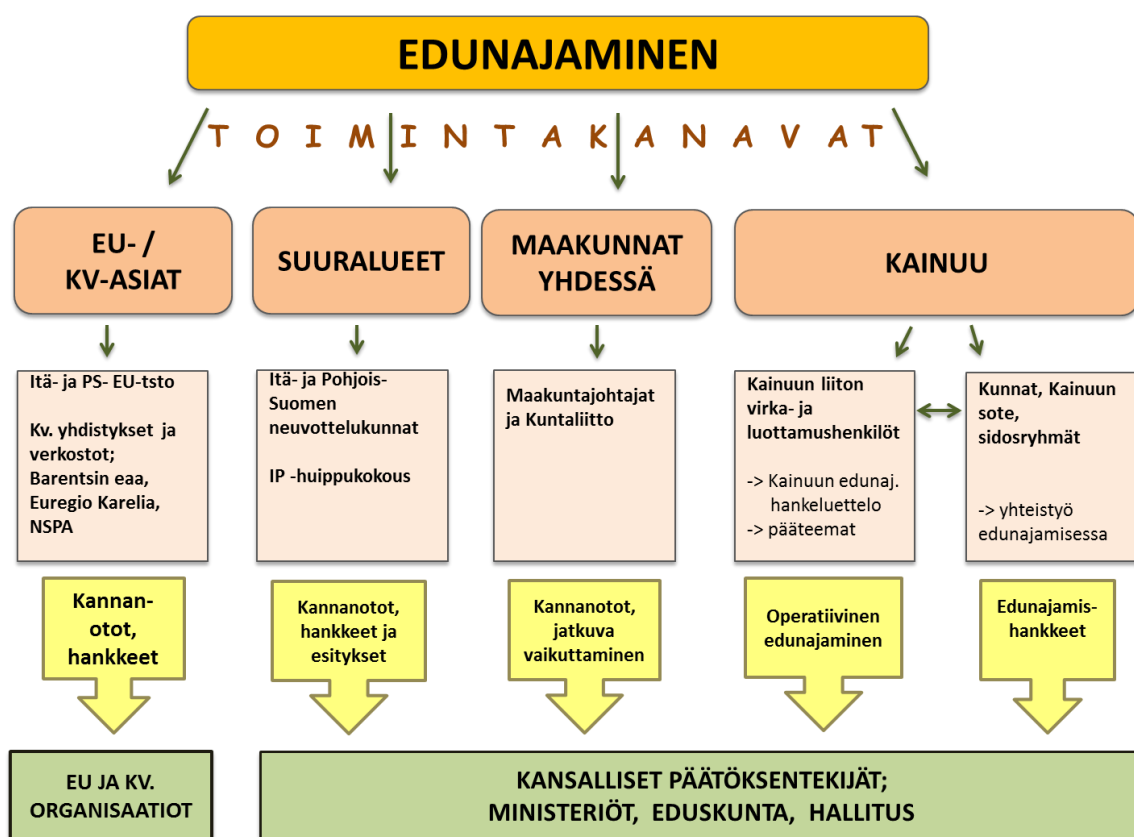 EDUNAJAMINEN
TOIMINTAKANAVAT
EU- /
KV-ASIAT
SUURALUEET
MAAKUNNAT
YHDESSÄ
KAINUU
Itä- ja PS- EU-tsto
Kv. yhdistykset ja
verkostot;
Barentsin eaa,
Euregio Karelia,
NSPA
Itä- ja Pohjois-
Suomen
neuvottelukunnat
IP -huippukokous
Maakuntajohtajat
ja Kuntaliitto
Kainuun liiton
virka- ja
luottamushenkilöt
-> Kainuun edunaj.
hankeluettelo
-> pääteemat
Kunnat, Kainuun
sote,
sidosryhmät
-> yhteistyö
edunajamisessa
Kannan-
otot,
hankkeet
Kannanotot,
hankkeet ja
esitykset
Kannanotot,
jatkuva
vaikuttaminen
Operatiivinen
edunajaminen
Edunajamis-
hankkeet
EU JA KV.
ORGANISAATIOT
KANSALLISET PÄÄTÖKSENTEKIJÄT;
MINISTERIÖT, EDUSKUNTA, HALLITUS